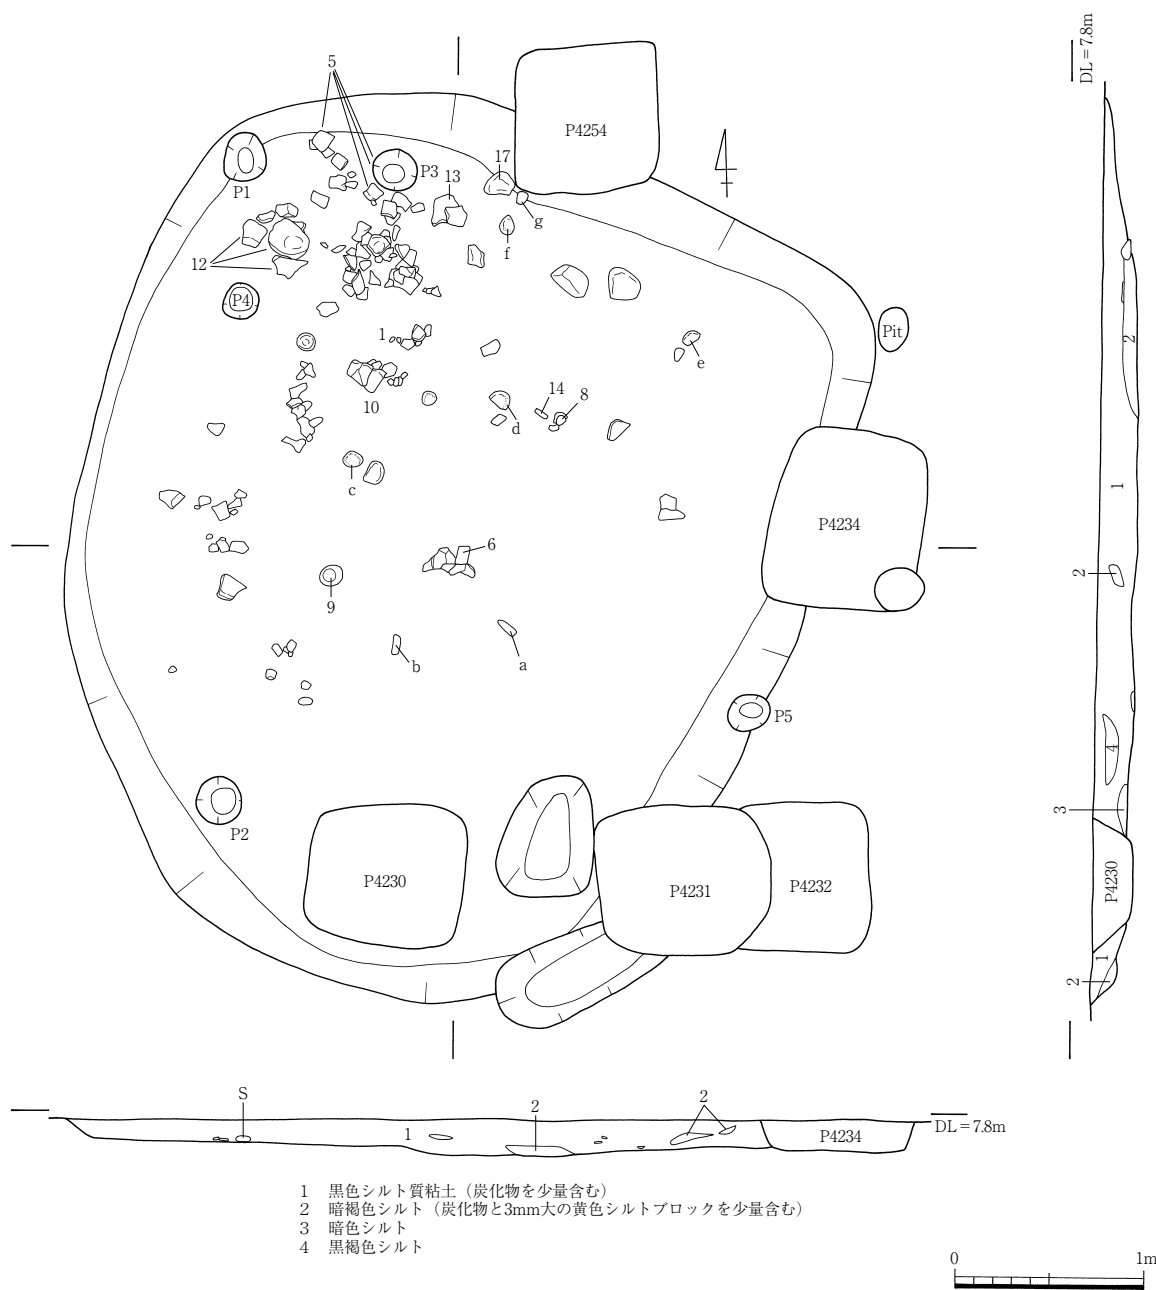 5
P4254
DL=7.8m
P1
P3
13
17
g
f
12
P4
1
10
14
8
d
e
Pit
2
c
1
P4234
6
2
9
b
a
P5
4
3
P2
P4230
P4231
P4232
P4230
1
2
S
1
2
2
P4234
DL=7.8m
1 黒色シルト質粘土（炭化物を少量含む）
2 暗褐色シルト（炭化物と3mm大の黄色シルトブロックを少量含む）
3 暗色シルト
4 黒褐色シルト
0 1m